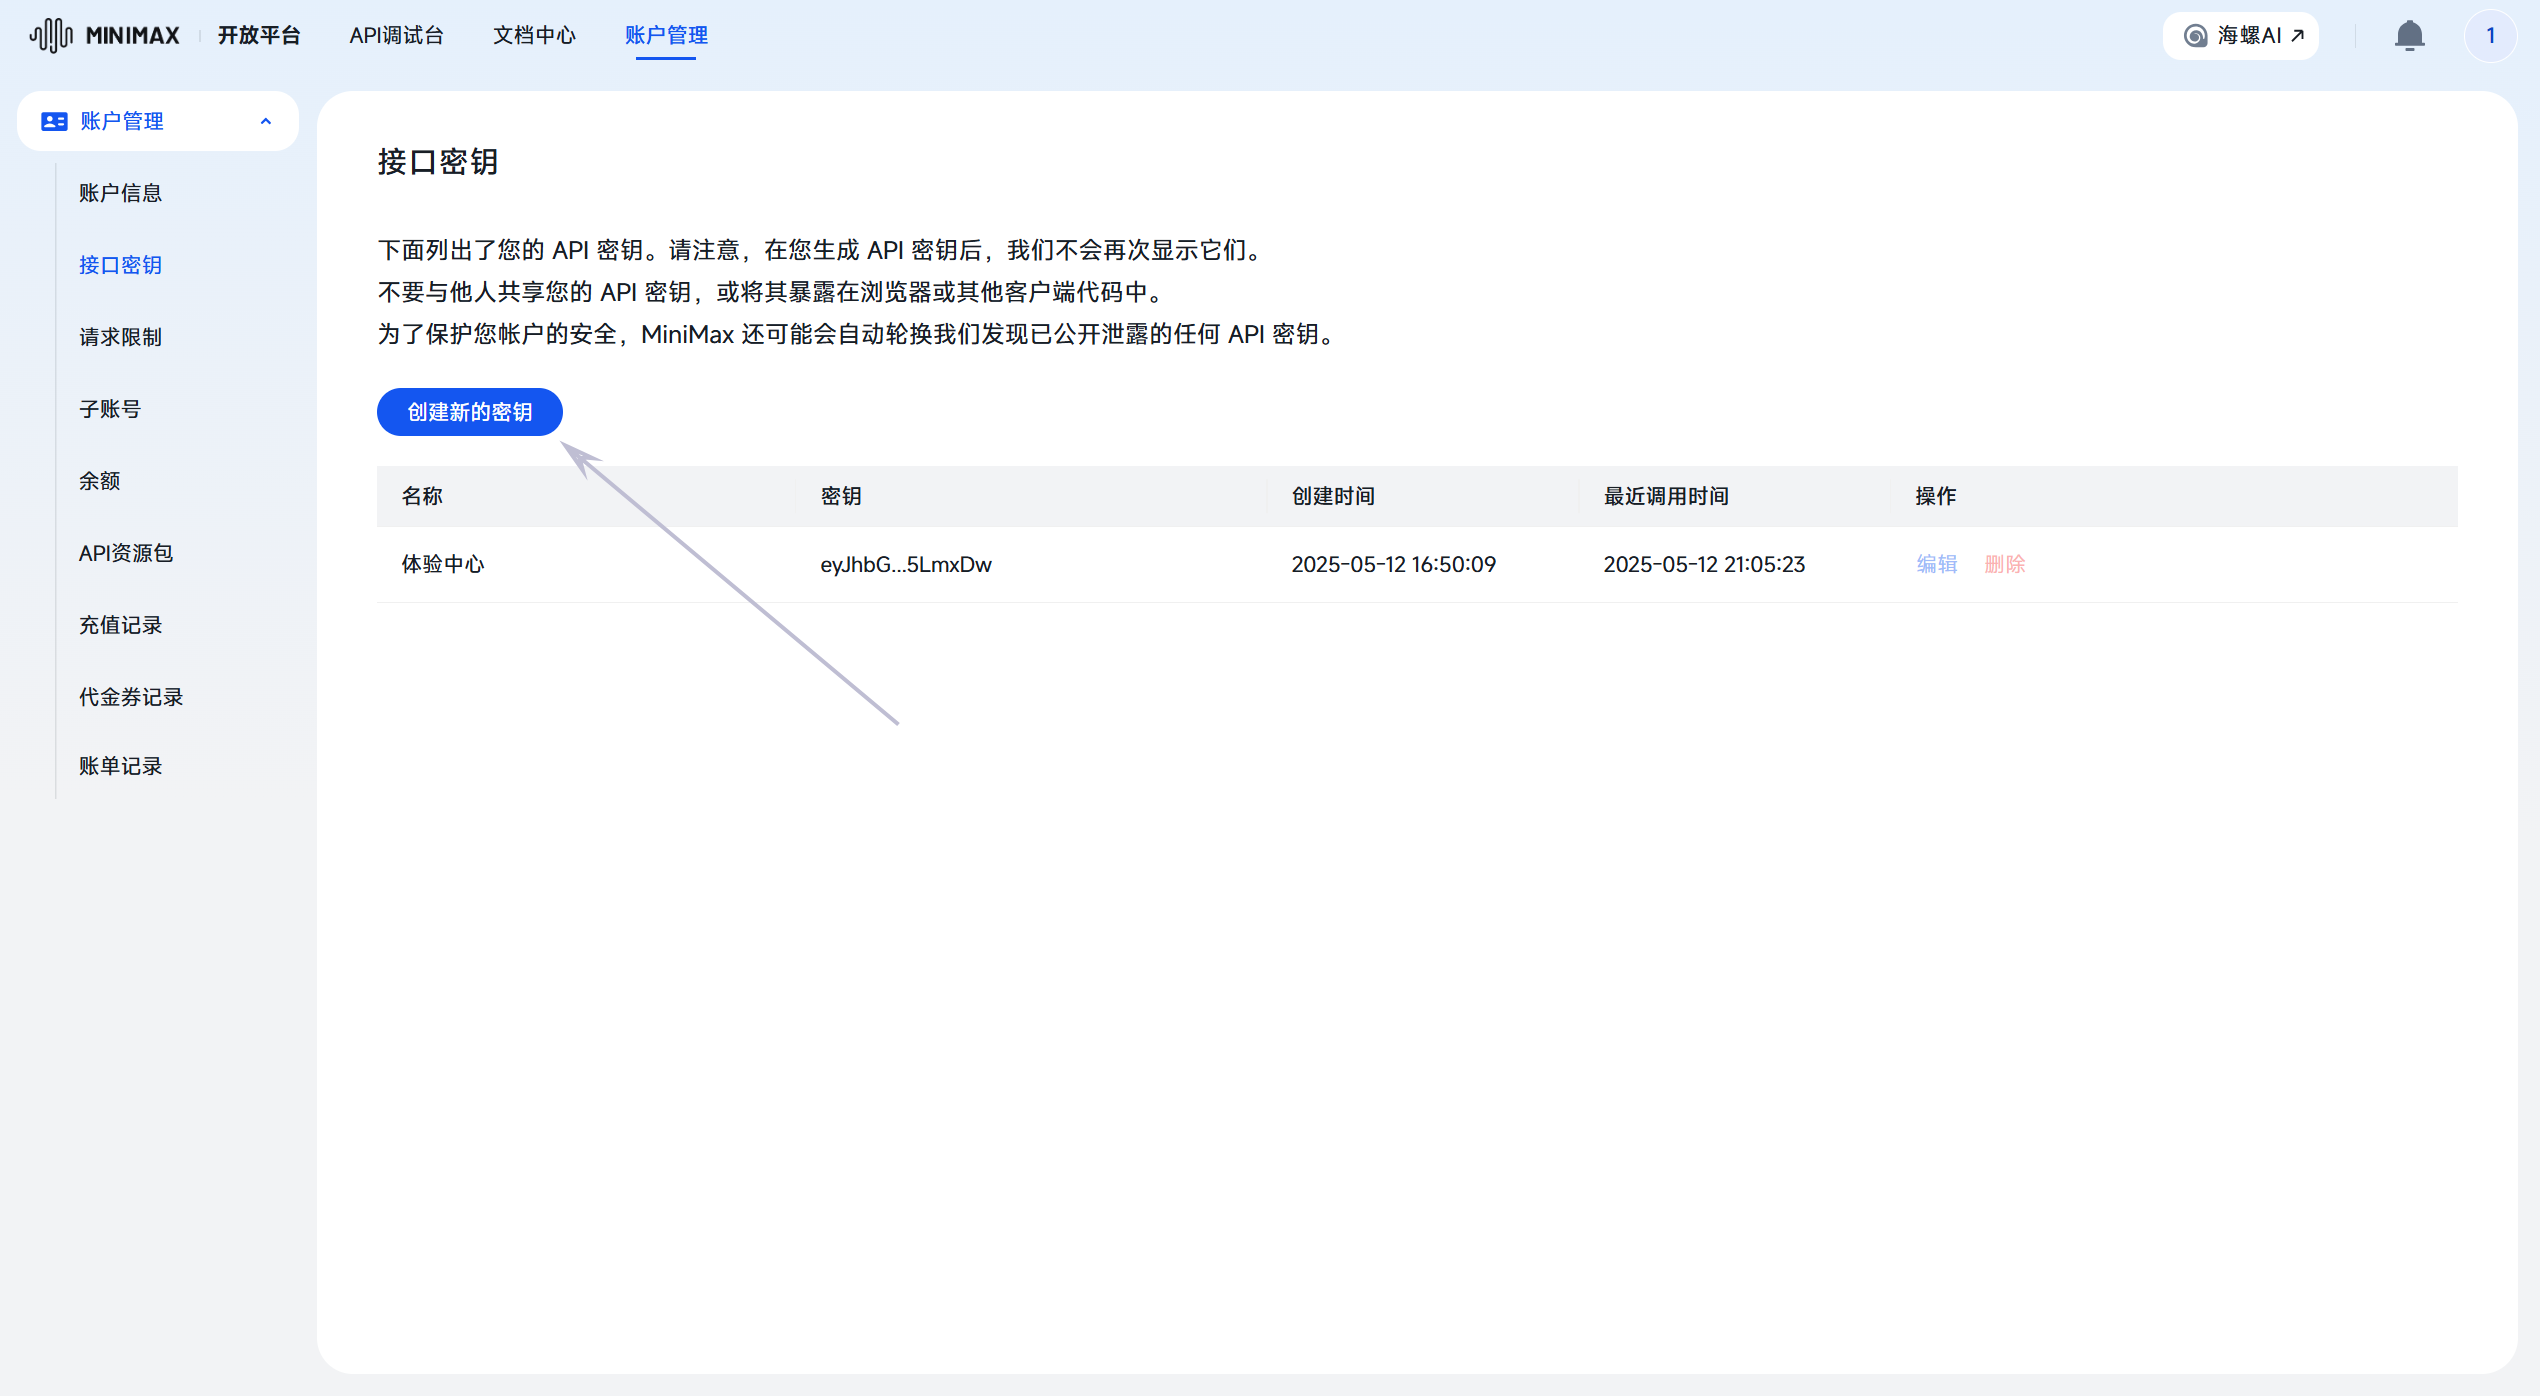 MINIMAX 开放平台 API调试台 文档中心 账户管理 海螺AI 1
账户管理
账户信息
接口密钥
请求限制
子账号
余额
API资源包
充值记录
代金券记录
账单记录
接口密钥
下面列出了您的 API 密钥。请注意，在您生成 API 密钥后，我们不会再次显示它们。
不要与他人共享您的 API 密钥，或将其暴露在浏览器或其他客户端代码中。
为了保护您帐户的安全，MiniMax 还可能会自动轮换我们发现已公开泄露的任何 API 密钥。
创建新的密钥
名称 密钥 创建时间 最近调用时间 操作
体验中心 eyJhbG...5LmxDw 2025-05-12 16:50:09 2025-05-12 21:05:23 编辑 删除